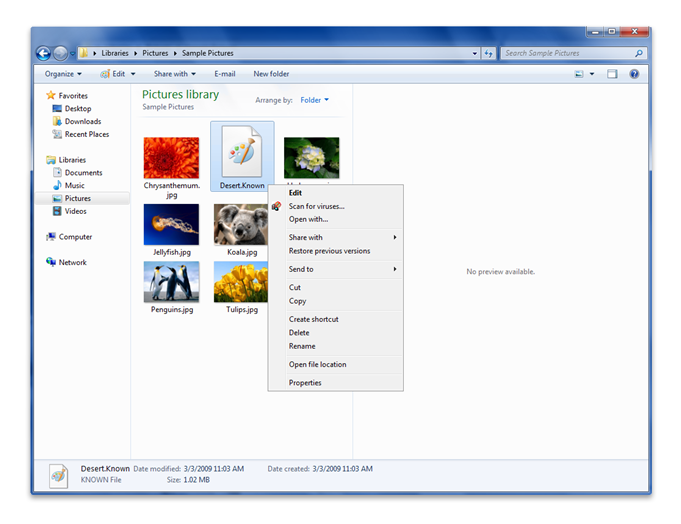 Libraries ▸ Pictures ▸ Sample Pictures
Search Sample Pictures
Organize Edit Share with E-mail New folder
Favorites
Desktop
Downloads
Recent Places
Libraries
Documents
Music
Pictures
Videos
Computer
Network
Pictures library
Sample Pictures
Arrange by: Folder
Chrysanthemum.
jpg
Desert.Known
Jellyfish.jpg
Koala.jpg
Penguins.jpg
Tulips.jpg
Edit
Scan for viruses...
Open with...
Share with
Restore previous versions
Send to
Cut
Copy
Create shortcut
Delete
Rename
Open file location
Properties
No preview available.
Desert.Known Date modified: 3/3/2009 11:03 AM Date created: 3/3/2009 11:03 AM
KNOWN File Size: 1.02 MB